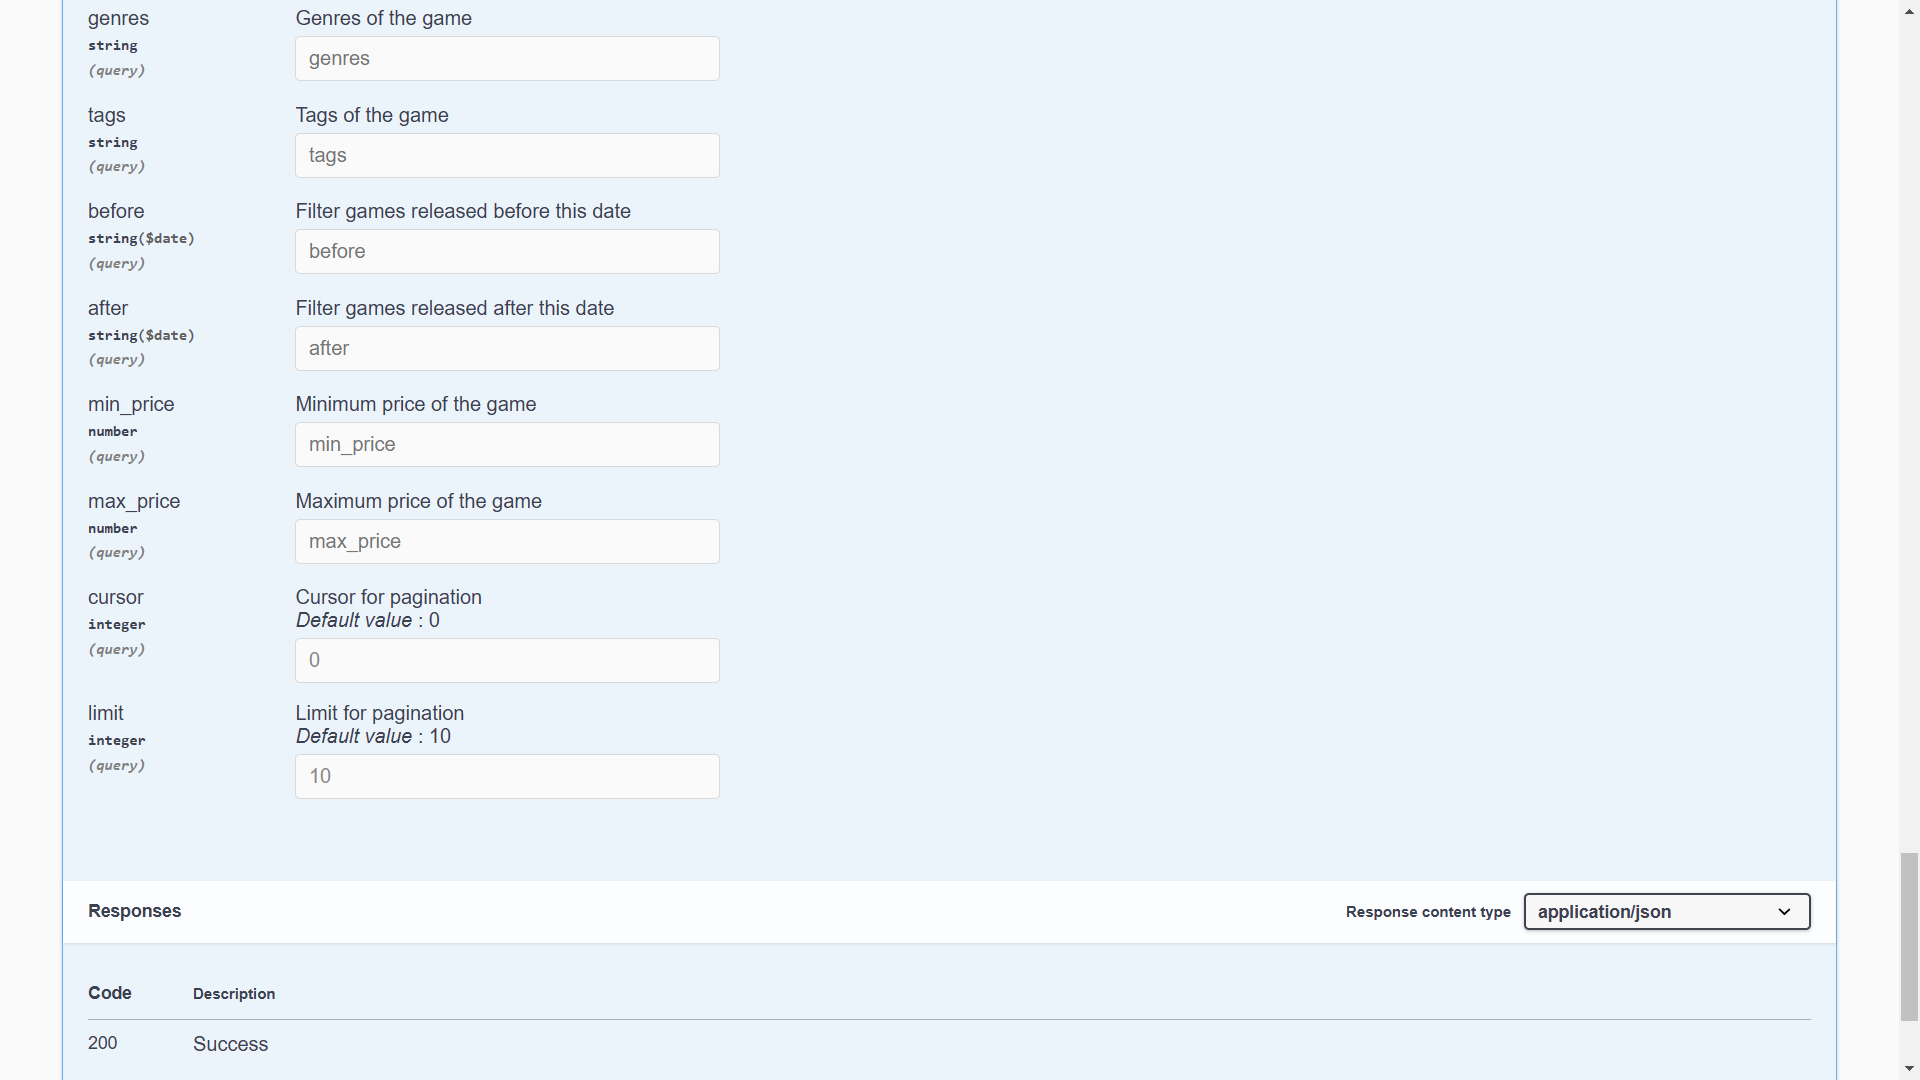 genres
Genres of the game
string
(query)
genres
tags
Tags of the game
string
(query)
tags
before
Filter games released before this date
string($date)
(query)
before
after
Filter games released after this date
string($date)
(query)
after
min_price
Minimum price of the game
number
(query)
min_price
max_price
Maximum price of the game
number
(query)
max_price
cursor
Cursor for pagination
Default value : 0
integer
(query)
0
limit
Limit for pagination
Default value : 10
integer
(query)
10
Responses
Response content type
application/json
Code
Description
200
Success